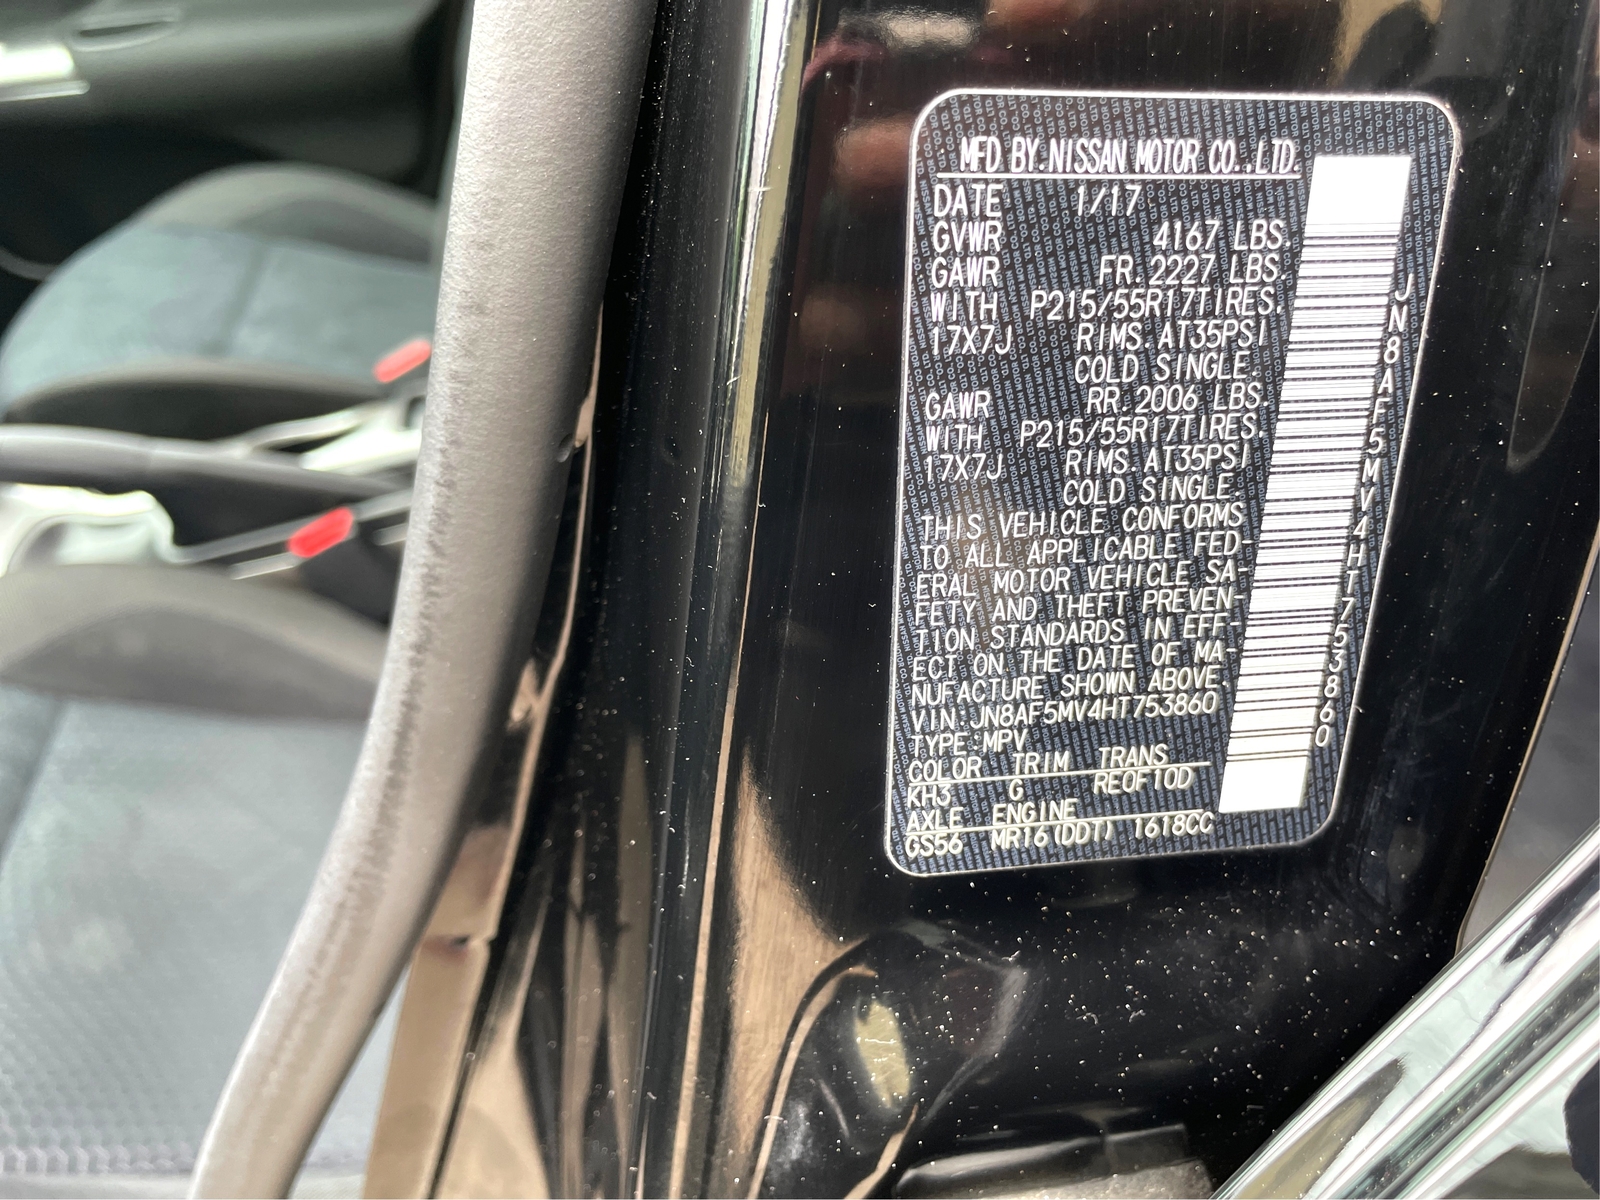 MFD BY.NISSAN MOTOR CO.,LTD.
DATE 1/17
GVWR 4167 LBS.
GAWR FR. 2227 LBS.
WITH P215/55R17TIRES.
17X7J RIMS. AT35PSI
COLD SINGLE.
GAWR RR. 2006 LBS.
WITH P215/55R17TIRES.
17X7J RIMS. AT35PSI
COLD SINGLE.
THIS VEHICLE CONFORMS
TO ALL APPLICABLE FED-
ERAL MOTOR VEHICLE SA-
FETY AND THEFT PREVEN-
TION STANDARDS IN EFF-
ECT ON THE DATE OF MA-
NUFACTURE SHOWN ABOVE.
VIN:JN8AF5MV4HT753860
TYPE:MPV
COLOR TRIM TRANS
KH3 G RE0F10D
AXLE ENGINE
GS56 MR16(DDT) 1618CC
JN8AF5MV4HT753860